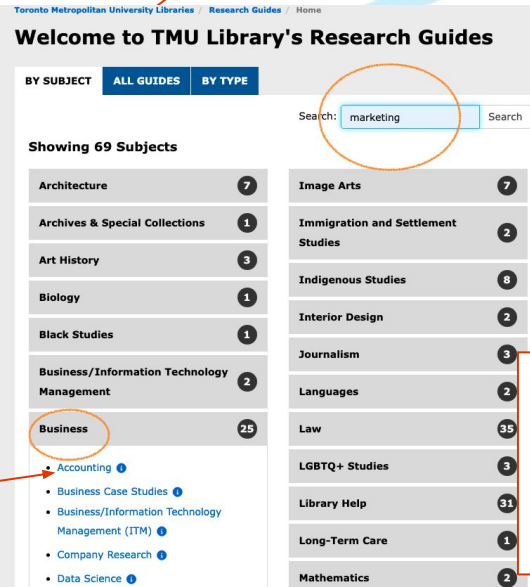 Toronto Metropolitan University Libraries / Research Guides / Home
Welcome to TMU Library's Research Guides
BY SUBJECT ALL GUIDES BY TYPE
Search: marketing Search
Showing 69 Subjects
Architecture 7
Archives & Special Collections 1
Art History 3
Biology 1
Black Studies 1
Business/Information Technology
Management 2
Business 25
Accounting
Business Case Studies
Business/Information Technology
Management (ITM)
Company Research
Data Science
Image Arts 7
Immigration and Settlement
Studies 2
Indigenous Studies 8
Interior Design 2
Journalism 3
Languages 2
Law 35
LGBTQ+ Studies 3
Library Help 31
Long-Term Care 1
Mathematics 2